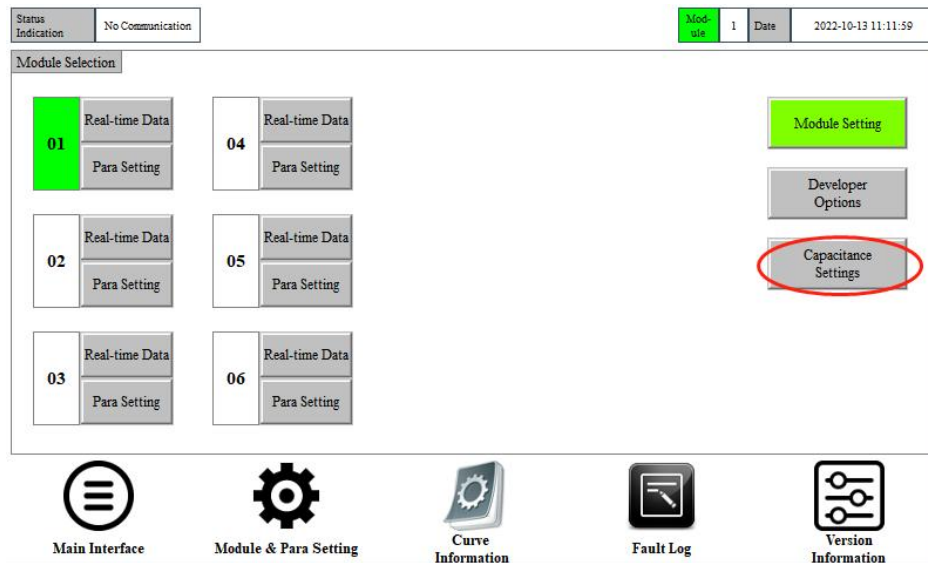 Status
Indication
No Communication
Mod-
ule
1
Date
2022-10-13 11:11:59
Module Selection
01
Real-time Data
Para Setting
04
Real-time Data
Para Setting
Module Setting
Developer
Options
02
Real-time Data
Para Setting
05
Real-time Data
Para Setting
Capacitance
Settings
03
Real-time Data
Para Setting
06
Real-time Data
Para Setting
Main Interface
Module & Para Setting
Curve
Information
Fault Log
Version
Information